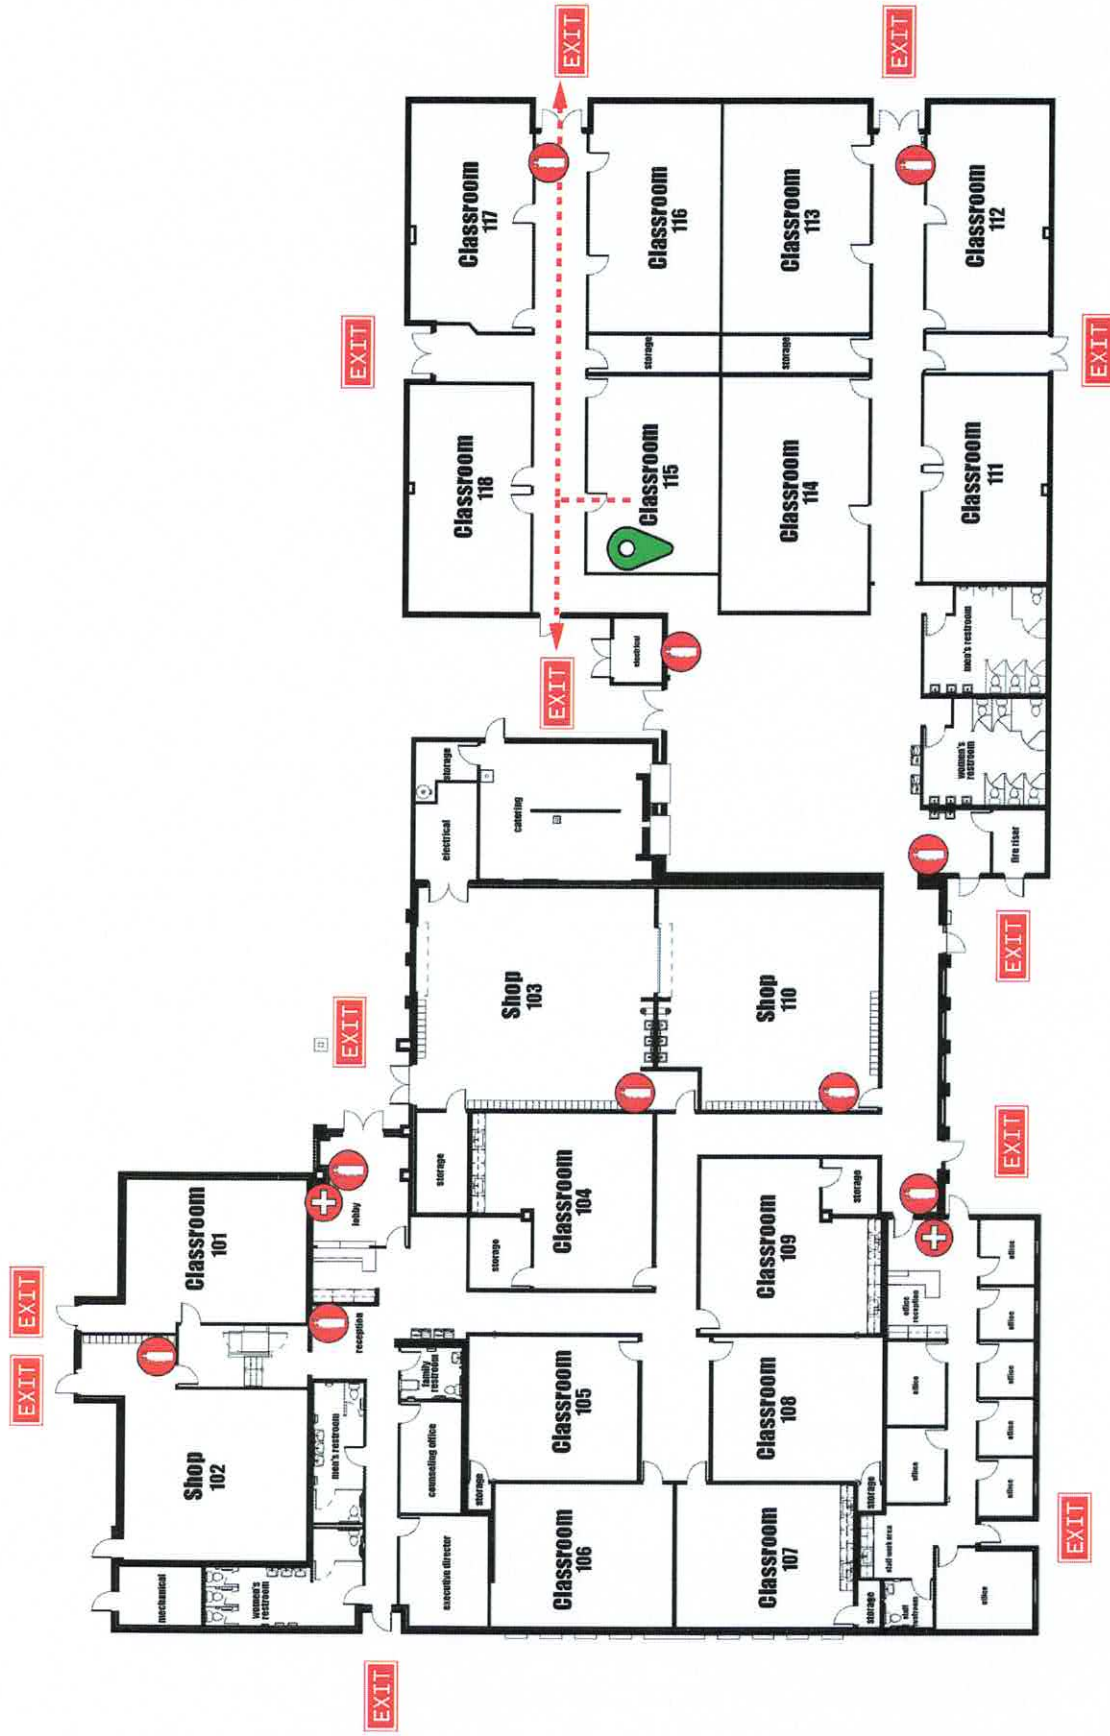 EXIT
EXIT
mechanical
Shop
102
Classroom
101
women's
restroom
men's restroom
reception
lobby
EXIT
EXIT
EXIT
executive director
counseling office
family
restroom
storage
electrical
storage
Classroom
118
Classroom
117
storage
storage
Classroom
106
Classroom
105
Classroom
104
Shop
103
catering
EXIT
EXIT
electrical
Classroom
115
storage
Classroom
116
Classroom
107
Classroom
108
Classroom
109
Shop
110
Classroom
114
storage
Classroom
113
storage
storage
storage
staff work area
staff
restroom
office
office
office
reception
EXIT
women's
restroom
men's restroom
Classroom
111
Classroom
112
office
office
office
office
office
office
fire riser
EXIT
EXIT
EXIT
EXIT